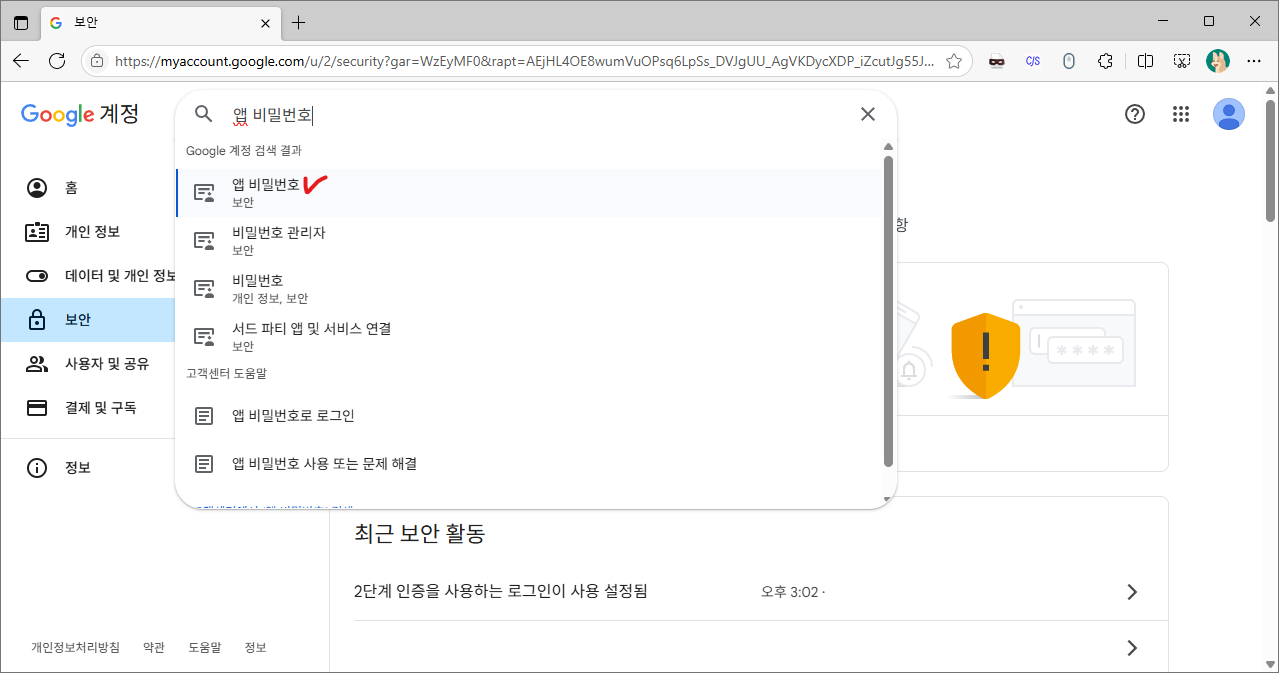 보안
https://myaccount.google.com/u/2/security?gar=WzEyMF0&rapt=AEjHL4OE8wumVuOPsq6LpSs_DVJgUU_AgVKDycXDP_iZcutJg55J...
C/S
Google 계정
앱 비밀번호
Google 계정 검색 결과
앱 비밀번호
보안
비밀번호 관리자
보안
비밀번호
개인 정보, 보안
서드 파티 앱 및 서비스 연결
보안
고객센터 도움말
앱 비밀번호로 로그인
앱 비밀번호 사용 또는 문제 해결
홈
개인 정보
데이터 및 개인 정보
보안
사용자 및 공유
결제 및 구독
정보
항
최근 보안 활동
2단계 인증을 사용하는 로그인이 사용 설정됨
오후 3:02 ·
개인정보처리방침 약관 도움말 정보